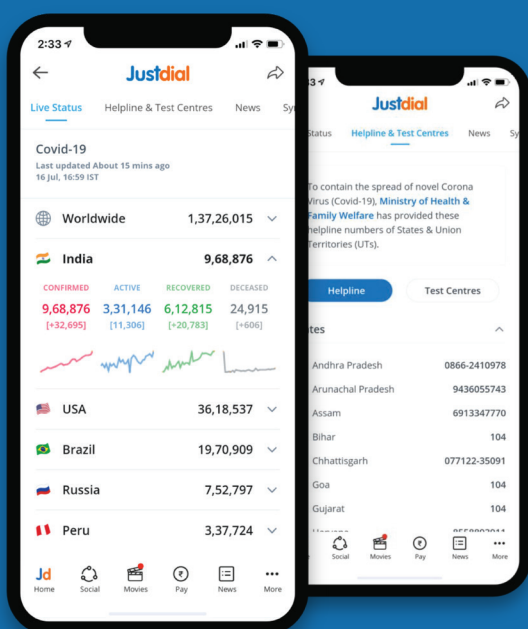 2:33
Justdial
Live Status Helpline & Test Centres News
Covid-19
Last updated About 15 mins ago
16 Jul, 16:59 IST
Worldwide 1,37,26,015
India 9,68,876
CONFIRMED ACTIVE RECOVERED DECEASED
9,68,876 3,31,146 6,12,815 24,915
[+32,695] [11,306] [+20,783] [+606]
USA 36,18,537
Brazil 19,70,909
Russia 7,52,797
Peru 3,37,724
Jd
Home Social Movies Pay News More
Justdial
Status Helpline & Test Centres News
To contain the spread of novel Corona
Virus (Covid-19), Ministry of Health &
Family Welfare has provided these
helpline numbers of States & Union
Territories (UTs).
Helpline Test Centres
Andhra Pradesh 0866-2410978
Arunachal Pradesh 9436055743
Assam 6913347770
Bihar 104
Chhattisgarh 077122-35091
Goa 104
Gujarat 104
Social Movies Pay News More